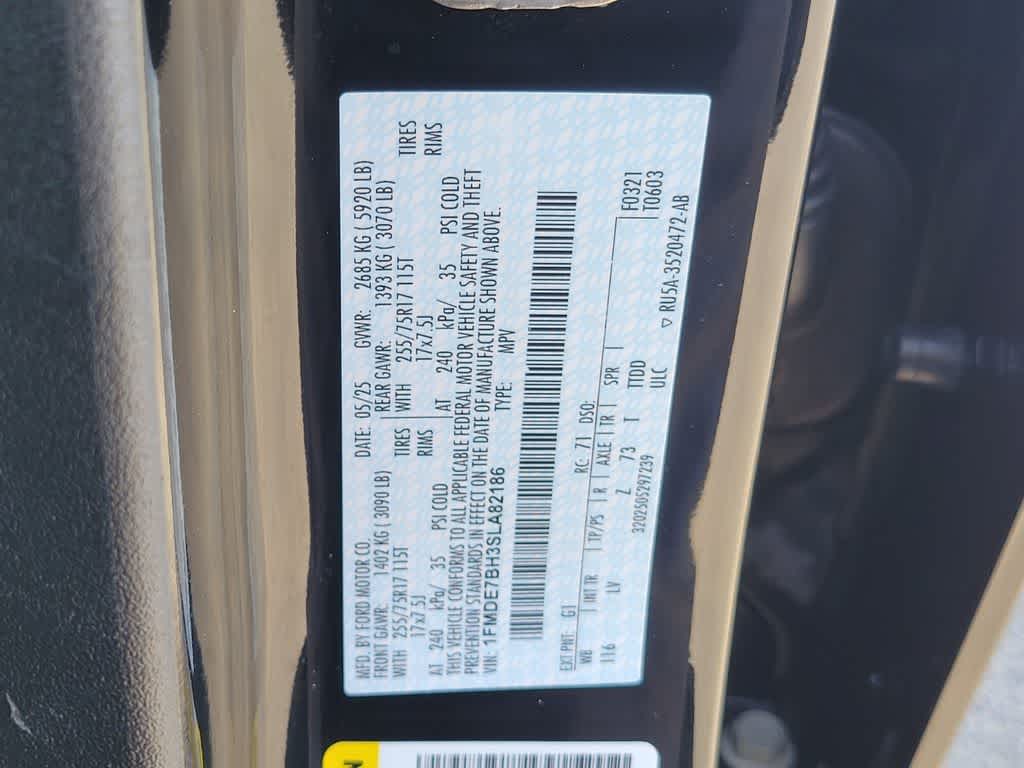 MFD. BY FORD MOTOR CO. DATE: 05/25 GVWR: 2685 KG ( 5920 LB)
FRONT GAWR: 1402 KG ( 3090 LB) REAR GAWR: 1393 KG ( 3070 LB)
WITH 255/75R17 115T TIRES WITH 255/75R17 115T TIRES
17x7.5J RIMS 17x7.5J RIMS
AT 240 kPa/ 35 PSI COLD AT 240 kPa/ 35 PSI COLD
THIS VEHICLE CONFORMS TO ALL APPLICABLE FEDERAL MOTOR VEHICLE SAFETY AND THEFT
PREVENTION STANDARDS IN EFFECT ON THE DATE OF MANUFACTURE SHOWN ABOVE.
VIN: 1FMDE7BH3SLA82186 TYPE: MPV
EXT PNT: G1 RC: 71 DSO: F0321
WB INT TR TP/PS R AXLE TR SPR T0603
116 LV Z 73 T TTDD
ULC
3202505297239 RU5A-3520472-AB
N